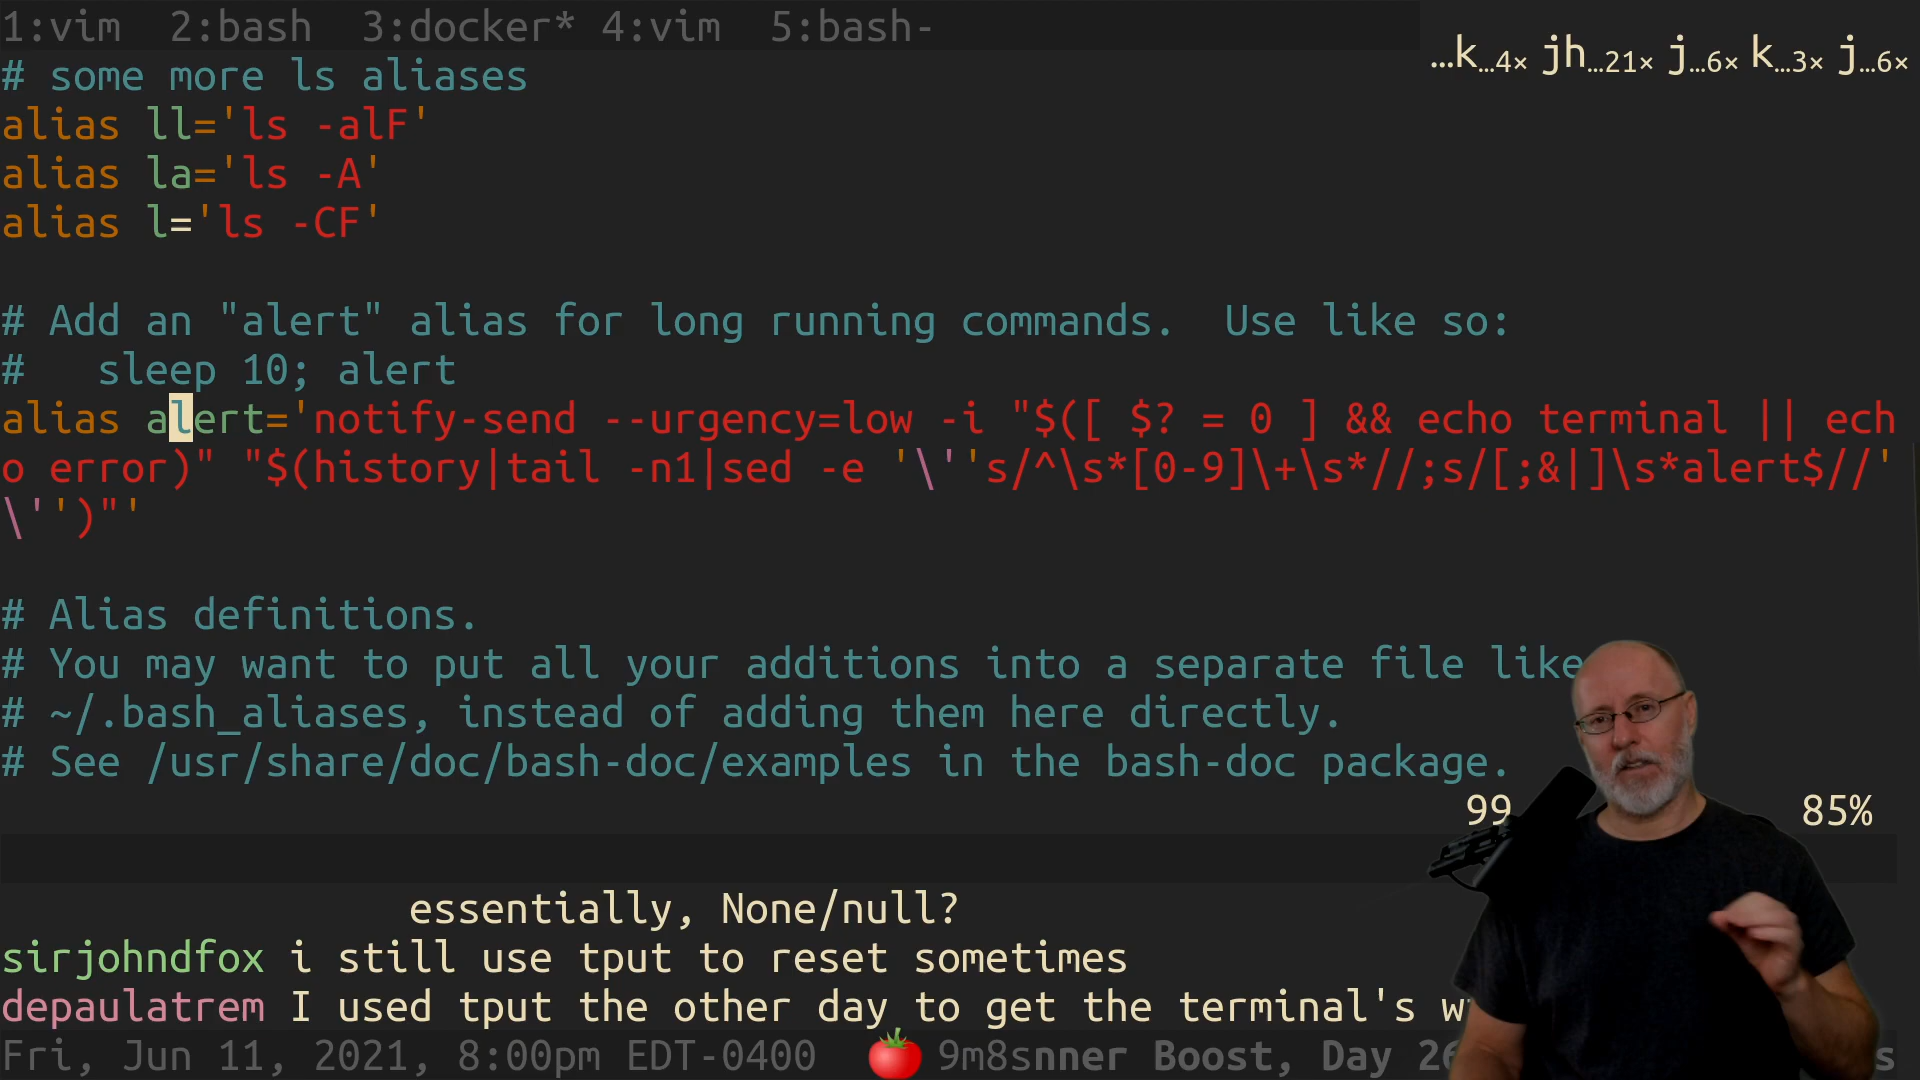 1:vim  2:bash  3:docker* 4:vim  5:bash-
…k…4× jh…21× j…6× k…3× j…6×
# some more ls aliases
alias ll='ls -alF'
alias la='ls -A'
alias l='ls -CF'
# Add an "alert" alias for long running commands.  Use like so:
#   sleep 10; alert
alias alert='notify-send --urgency=low -i "$([ $? = 0 ] && echo terminal || ech
o error)" "$(history|tail -n1|sed -e '\''s/^\s*[0-9]\+\s*//;s/[;&|]\s*alert$//'
\'')"'
# Alias definitions.
# You may want to put all your additions into a separate file like
# ~/.bash_aliases, instead of adding them here directly.
# See /usr/share/doc/bash-doc/examples in the bash-doc package.
99 85%
essentially, None/null?
sirjohndfox i still use tput to reset sometimes
depaulatrem I used tput the other day to get the terminal's
Fri, Jun 11, 2021, 8:00pm EDT-0400 🍅 9m8snner Boost, Day